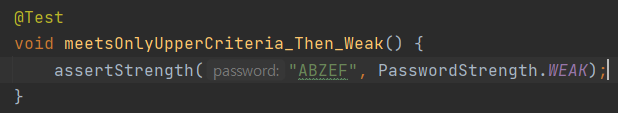 @Test
void meetsOnlyUpperCriteria_Then_Weak() {
assertStrength( password: "ABZEF", PasswordStrength.WEAK);
}